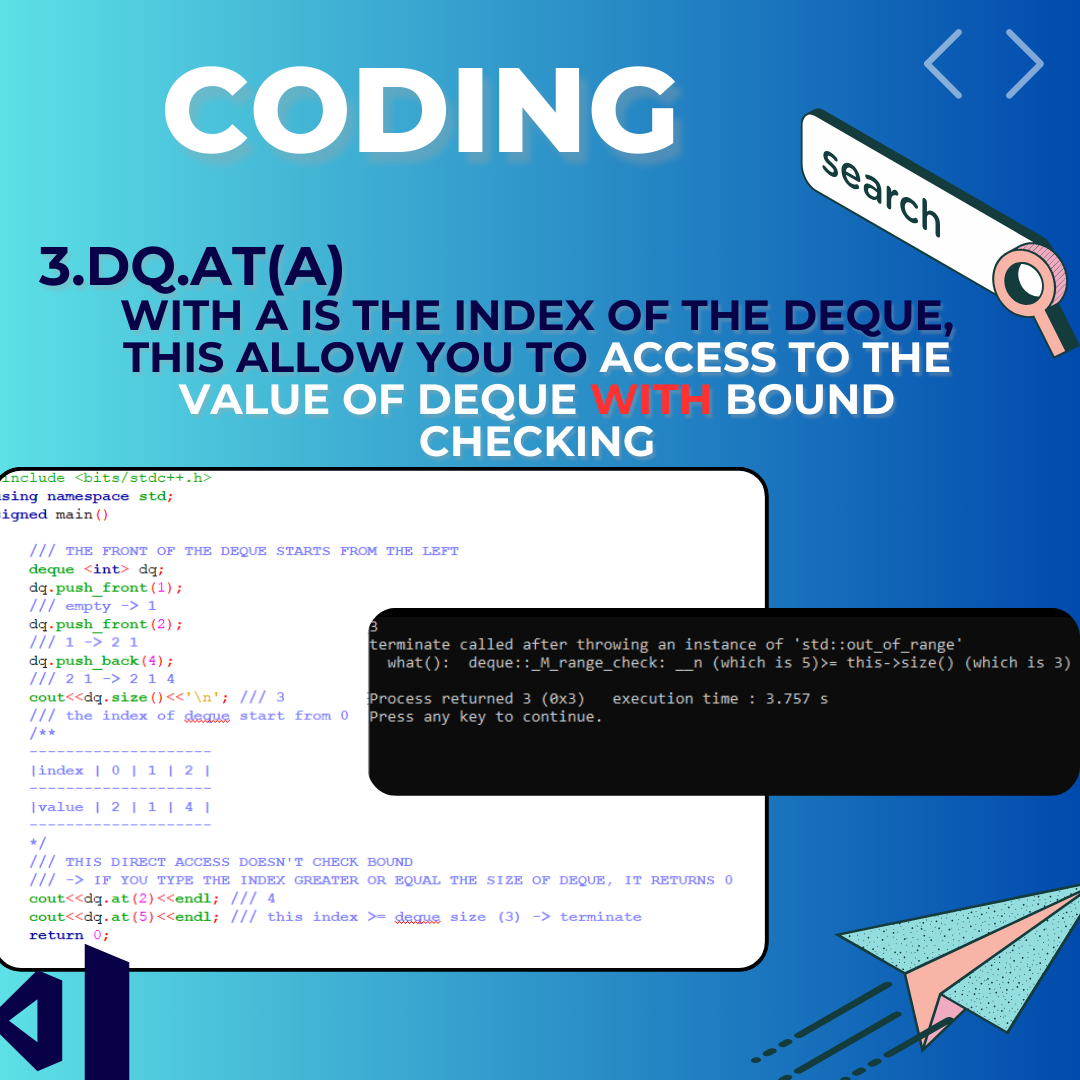 CODING
search
3.DQ.AT(A)
WITH A IS THE INDEX OF THE DEQUE,
THIS ALLOW YOU TO ACCESS TO THE
VALUE OF DEQUE WITH BOUND
CHECKING
include <bits/stdc++.h>
using namespace std;
signed main()
/// THE FRONT OF THE DEQUE STARTS FROM THE LEFT
deque <int> dq;
dq.push_front(1);
/// empty -> 1
dq.push_front(2);
/// 1 -> 2 1
dq.push_back(4);
/// 2 1 -> 2 1 4
cout<<dq.size()<<'\n'; /// 3
/// the index of deque start from 0
/**
--------------------
|index | 0 | 1 | 2 |
--------------------
|value | 2 | 1 | 4 |
--------------------
*/
/// THIS DIRECT ACCESS DOESN'T CHECK BOUND
/// -> IF YOU TYPE THE INDEX GREATER OR EQUAL THE SIZE OF DEQUE, IT RETURNS 0
cout<<dq.at(2)<<endl; /// 4
cout<<dq.at(5)<<endl; /// this index >= deque size (3) -> terminate
return 0;
3
terminate called after throwing an instance of 'std::out_of_range'
what():  deque::_M_range_check: __n (which is 5)>= this->size() (which is 3)
Process returned 3 (0x3)   execution time : 3.757 s
Press any key to continue.